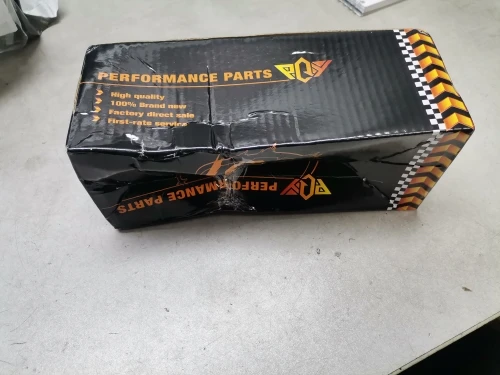 PERFORMANCE PARTS
High quality
100% Brand new
Factory direct sale
First-rate service
PERFORMANCE PARTS